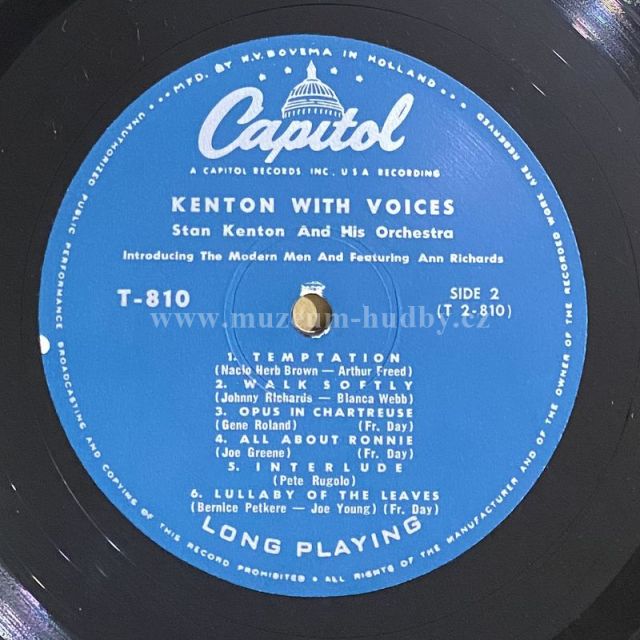 MFD. BY N.V. BOVEMA IN HOLLAND
Capitol
A CAPITOL RECORDS INC. USA RECORDING
KENTON WITH VOICES
Stan Kenton And His Orchestra
Introducing The Modern Men And Featuring Ann Richards
T-810
SIDE 2
(T 2-810)
www.muzeum-hudby.cz
1. TEMPTATION
(Nacio Herb Brown — Arthur Freed)
2. WALK SOFTLY
(Johnny Richards — Blanca Webb)
3. OPUS IN CHARTREUSE
(Gene Roland) (Fr. Day)
4. ALL ABOUT RONNIE
(Joe Greene) (Fr. Day)
5. INTERLUDE
(Pete Rugolo)
6. LULLABY OF THE LEAVES
(Bernice Petkere — Joe Young) (Fr. Day)
LONG PLAYING
UNAUTHORIZED PUBLIC PERFORMANCE BROADCASTING AND COPYING OF THIS RECORD PROHIBITED • ALL RIGHTS OF THE MANUFACTURER AND OF THE OWNER OF THE RECORDED WORK ARE RESERVED